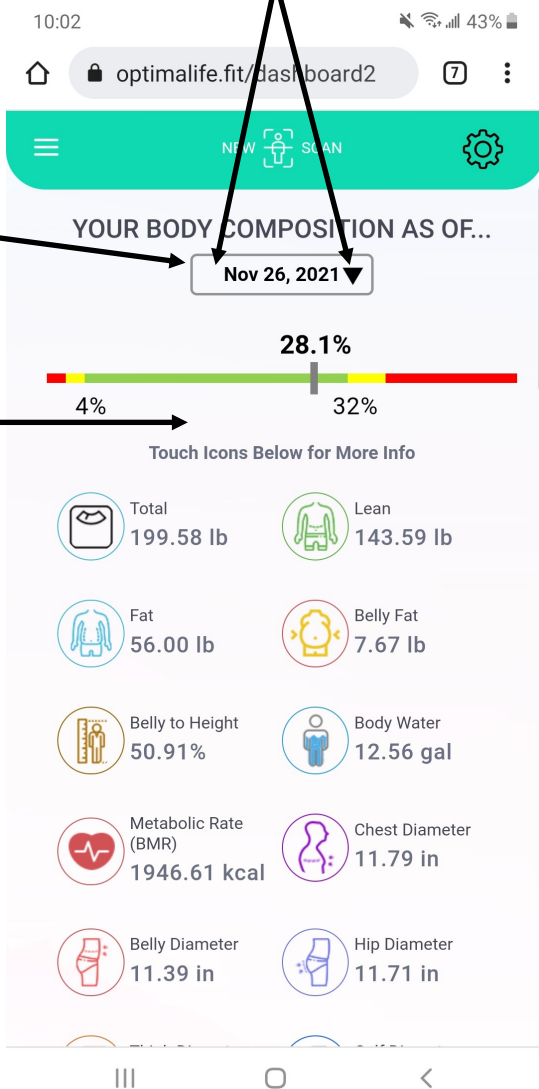 10:02 43%
optimalife.fit/dashboard2 7
NEW SCAN
YOUR BODY COMPOSITION AS OF...
Nov 26, 2021
28.1%
4% 32%
Touch Icons Below for More Info
Total
199.58 lb
Lean
143.59 lb
Fat
56.00 lb
Belly Fat
7.67 lb
Belly to Height
50.91%
Body Water
12.56 gal
Metabolic Rate
(BMR)
1946.61 kcal
Chest Diameter
11.79 in
Belly Diameter
11.39 in
Hip Diameter
11.71 in